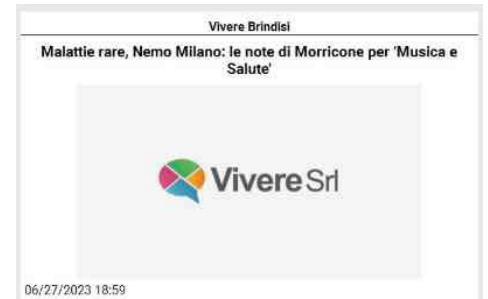 Vivere Brindisi
Malattie rare, Nemo Milano: le note di Morricone per 'Musica e
Salute'
Vivere Srl
06/27/2023 18:59